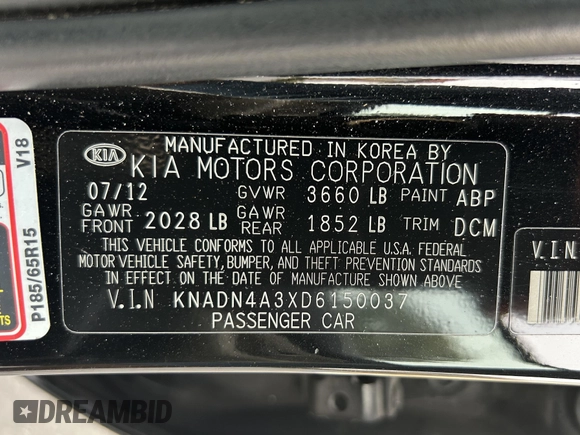 MANUFACTURED IN KOREA BY
KIA KIA MOTORS CORPORATION
07/12 GVWR 3660 LB PAINT ABP
GAWR FRONT 2028 LB GAWR REAR 1852 LB TRIM DCM
THIS VEHICLE CONFORMS TO ALL APPLICABLE U.S.A. FEDERAL
MOTOR VEHICLE SAFETY, BUMPER, AND THEFT PREVENTION STANDARDS
IN EFFECT ON THE DATE OF MANUFACTURE SHOWN ABOVE
V.I.N KNADN4A3XD6150037
PASSENGER CAR
P185/65R15 V18
V.I.N
DREAMBID